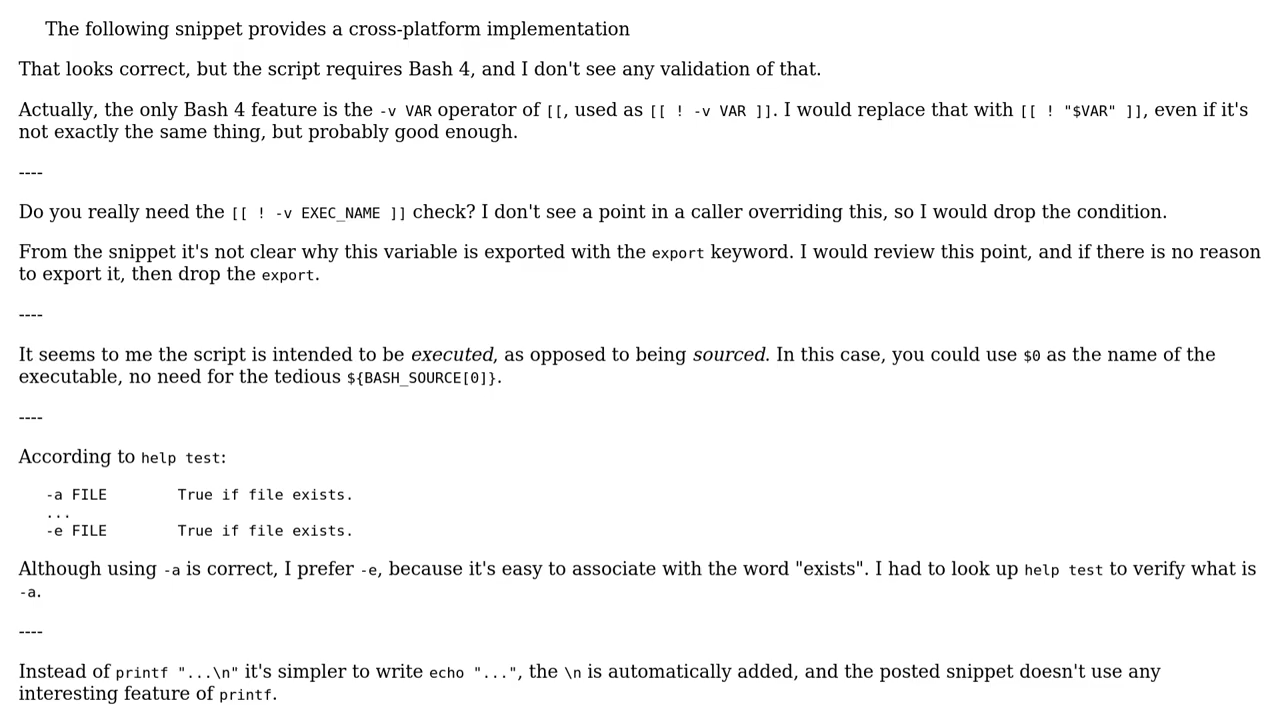 The following snippet provides a cross-platform implementation
That looks correct, but the script requires Bash 4, and I don't see any validation of that.
Actually, the only Bash 4 feature is the -v VAR operator of [[, used as [[ ! -v VAR ]]. I would replace that with [[ ! "$VAR" ]], even if it's
not exactly the same thing, but probably good enough.
----
Do you really need the [[ ! -v EXEC_NAME ]] check? I don't see a point in a caller overriding this, so I would drop the condition.
From the snippet it's not clear why this variable is exported with the export keyword. I would review this point, and if there is no reason
to export it, then drop the export.
----
It seems to me the script is intended to be executed, as opposed to being sourced. In this case, you could use $0 as the name of the
executable, no need for the tedious ${BASH_SOURCE[0]}.
----
According to help test:
-a FILE        True if file exists.
...
-e FILE        True if file exists.
Although using -a is correct, I prefer -e, because it's easy to associate with the word "exists". I had to look up help test to verify what is
-a.
----
Instead of printf "...\n" it's simpler to write echo "...", the \n is automatically added, and the posted snippet doesn't use any
interesting feature of printf.